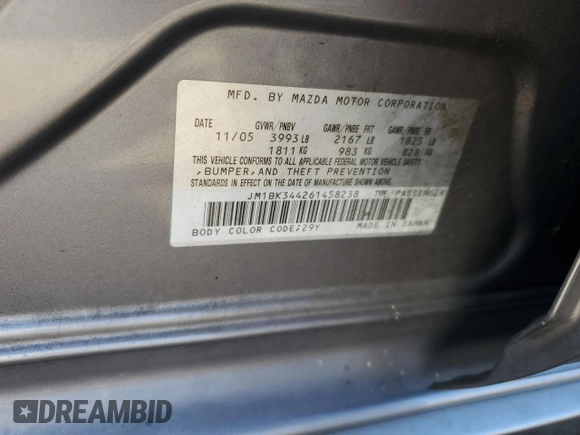 MFD. BY MAZDA MOTOR CORPORATION
DATE GVWR/PNBV GAWR/PNBE FRT GAWR/PNBE RR
11/05 3993 LB 2167 LB 1825 LB
1811 KG 983 KG 828 KG
THIS VEHICLE CONFORMS TO ALL APPLICABLE FEDERAL MOTOR VEHICLE SAFETY
,BUMPER,AND THEFT PREVENTION
STANDARDS IN EFFECT ON THE DATE OF MANUFACTURE SHOWN ABOVE.
JM1BK344261458238 TYPE: PASSENGER
MADE IN JAPAN
BODY COLOR CODE;29Y
DREAMBID